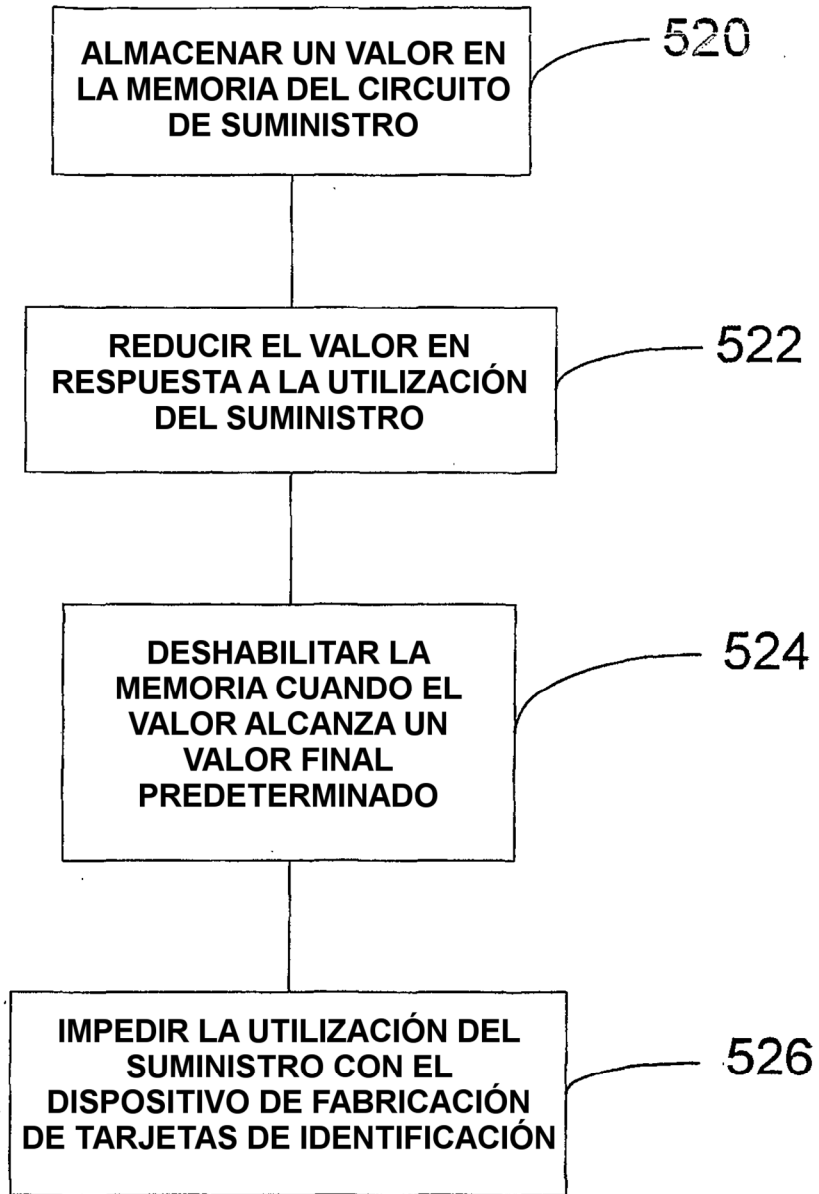 ALMACENAR UN VALOR EN
LA MEMORIA DEL CIRCUITO
DE SUMINISTRO
520
REDUCIR EL VALOR EN
RESPUESTA A LA UTILIZACIÓN
DEL SUMINISTRO
522
DESHABILITAR LA
MEMORIA CUANDO EL
VALOR ALCANZA UN
VALOR FINAL
PREDETERMINADO
524
IMPEDIR LA UTILIZACIÓN DEL
SUMINISTRO CON EL
DISPOSITIVO DE FABRICACIÓN
DE TARJETAS DE IDENTIFICACIÓN
526